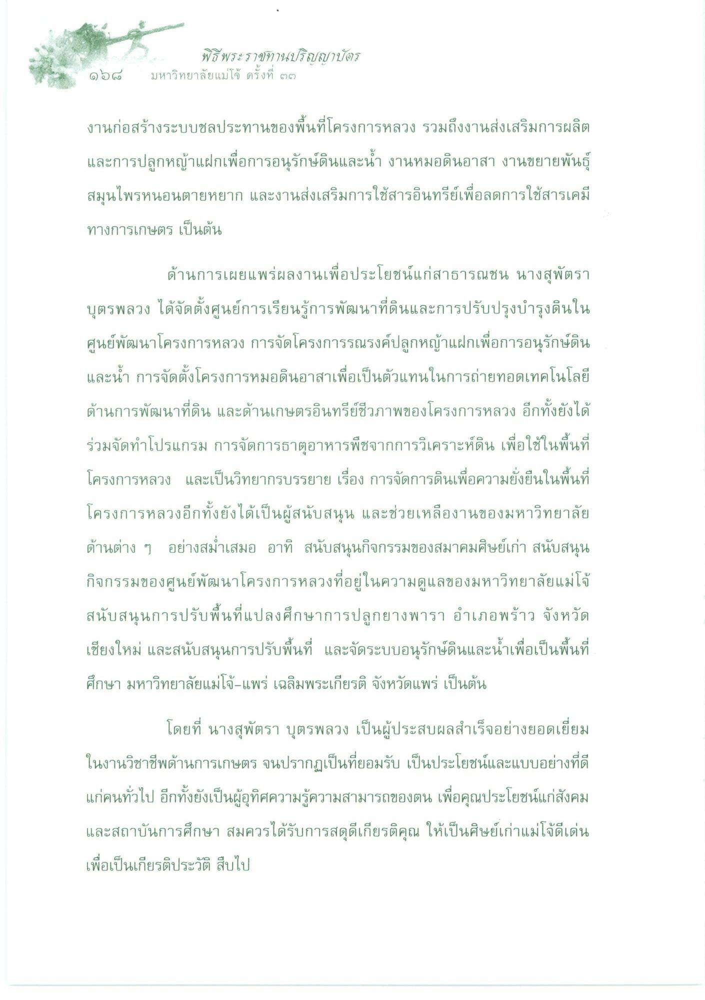 พิธีพระราชทานปริญญาบัตร
๑๖๘ มหาวิทยาลัยแม่โจ้ ครั้งที่ ๓๓
งานก่อสร้างระบบชลประทานของพื้นที่โครงการหลวง รวมถึงงานส่งเสริมการผลิต
และการปลูกหญ้าแฝกเพื่อการอนุรักษ์ดินและน้ำ งานหมอดินอาสา งานขยายพันธุ์
สมุนไพรหนอนตายหยาก และงานส่งเสริมการใช้สารอินทรีย์เพื่อลดการใช้สารเคมี
ทางการเกษตร เป็นต้น
ด้านการเผยแพร่ผลงานเพื่อประโยชน์แก่สาธารณชน นางสุพัตรา
บุตรพลวง ได้จัดตั้งศูนย์การเรียนรู้การพัฒนาที่ดินและการปรับปรุงบำรุงดินใน
ศูนย์พัฒนาโครงการหลวง การจัดโครงการรณรงค์ปลูกหญ้าแฝกเพื่อการอนุรักษ์ดิน
และน้ำ การจัดตั้งโครงการหมอดินอาสาเพื่อเป็นตัวแทนในการถ่ายทอดเทคโนโลยี
ด้านการพัฒนาที่ดิน และด้านเกษตรอินทรีย์ชีวภาพของโครงการหลวง อีกทั้งยังได้
ร่วมจัดทำโปรแกรม การจัดการธาตุอาหารพืชจากการวิเคราะห์ดิน เพื่อใช้ในพื้นที่
โครงการหลวง และเป็นวิทยากรบรรยาย เรื่อง การจัดการดินเพื่อความยั่งยืนในพื้นที่
โครงการหลวงอีกทั้งยังได้เป็นผู้สนับสนุน และช่วยเหลืองานของมหาวิทยาลัย
ด้านต่าง ๆ อย่างสม่ำเสมอ อาทิ สนับสนุนกิจกรรมของสมาคมศิษย์เก่า สนับสนุน
กิจกรรมของศูนย์พัฒนาโครงการหลวงที่อยู่ในความดูแลของมหาวิทยาลัยแม่โจ้
สนับสนุนการปรับพื้นที่แปลงศึกษาการปลูกยางพารา อำเภอพร้าว จังหวัด
เชียงใหม่ และสนับสนุนการปรับพื้นที่ และจัดระบบอนุรักษ์ดินและน้ำเพื่อเป็นพื้นที่
ศึกษา มหาวิทยาลัยแม่โจ้-แพร่ เฉลิมพระเกียรติ จังหวัดแพร่ เป็นต้น
โดยที่ นางสุพัตรา บุตรพลวง เป็นผู้ประสบผลสำเร็จอย่างยอดเยี่ยม
ในงานวิชาชีพด้านการเกษตร จนปรากฏเป็นที่ยอมรับ เป็นประโยชน์และแบบอย่างที่ดี
แก่คนทั่วไป อีกทั้งยังเป็นผู้อุทิศความรู้ความสามารถของตน เพื่อคุณประโยชน์แก่สังคม
และสถาบันการศึกษา สมควรได้รับการสดุดีเกียรติคุณ ให้เป็นศิษย์เก่าแม่โจ้ดีเด่น
เพื่อเป็นเกียรติประวัติ สืบไป